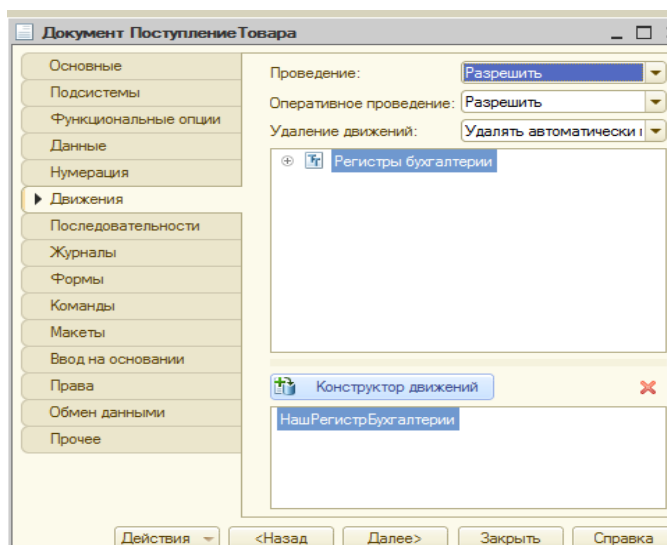 Документ ПоступлениеТовара
Основные
Подсистемы
Функциональные опции
Данные
Нумерация
Движения
Последовательности
Журналы
Формы
Команды
Макеты
Ввод на основании
Права
Обмен данными
Прочее
Проведение: Разрешить
Оперативное проведение: Разрешить
Удаление движений: Удалять автоматически
Регистры бухгалтерии
Конструктор движений
НашРегистрБухгалтерии
Действия <Назад Далее> Закрыть Справка